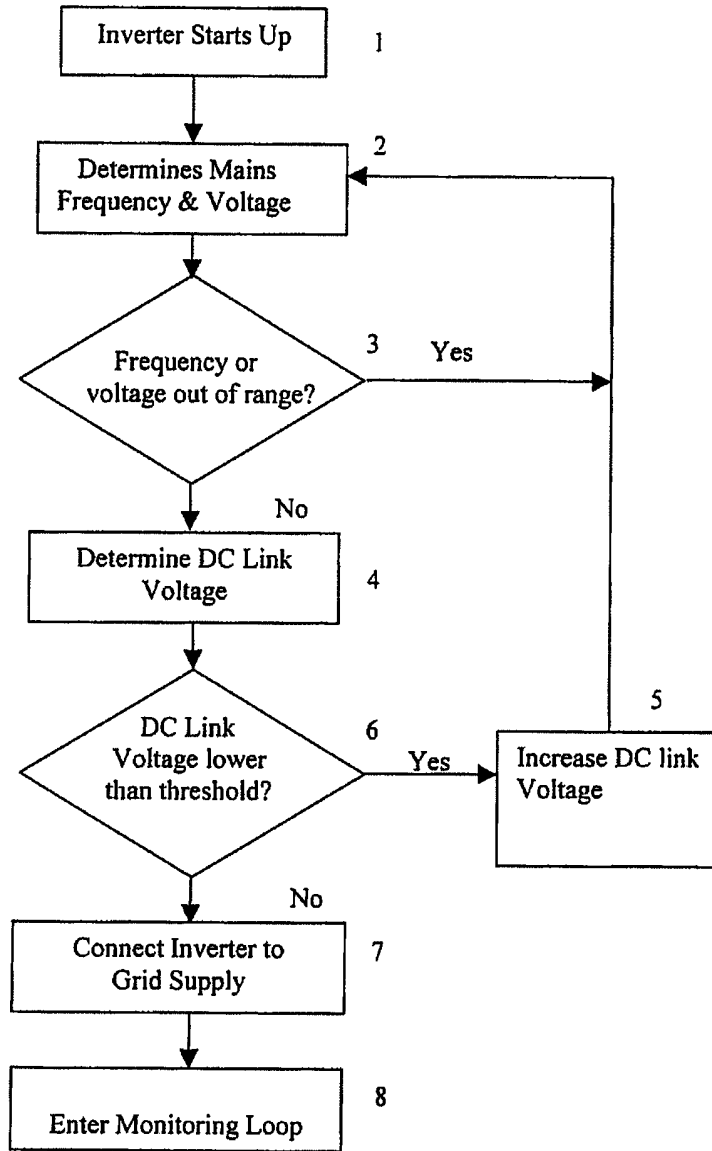 Inverter Starts Up
1
2
Determines Mains
Frequency & Voltage
3
Yes
Frequency or
voltage out of range?
No
Determine DC Link
Voltage
4
5
DC Link
Voltage lower
than threshold?
6
Yes
Increase DC link
Voltage
No
Connect Inverter to
Grid Supply
7
8
Enter Monitoring Loop